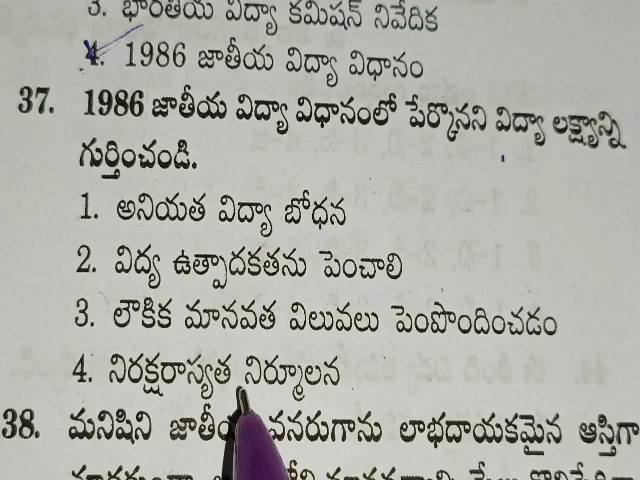 3. భారతీయ విద్యా కమిషన్ నివేదిక
4. 1986 జాతీయ విద్యా విధానం
37. 1986 జాతీయ విద్యా విధానంలో పేర్కొనని విద్యా లక్ష్యాన్ని
గుర్తించండి.
1. అనియత విద్యా బోధన
2. విద్య ఉత్పాదకతను పెంచాలి
3. లౌకిక మానవత విలువలు పెంపొందించడం
4. నిరక్షరాస్యత నిర్మూలన
38. మనిషిని వనరుగాను లాభదాయకమైన ఆస్తిగా